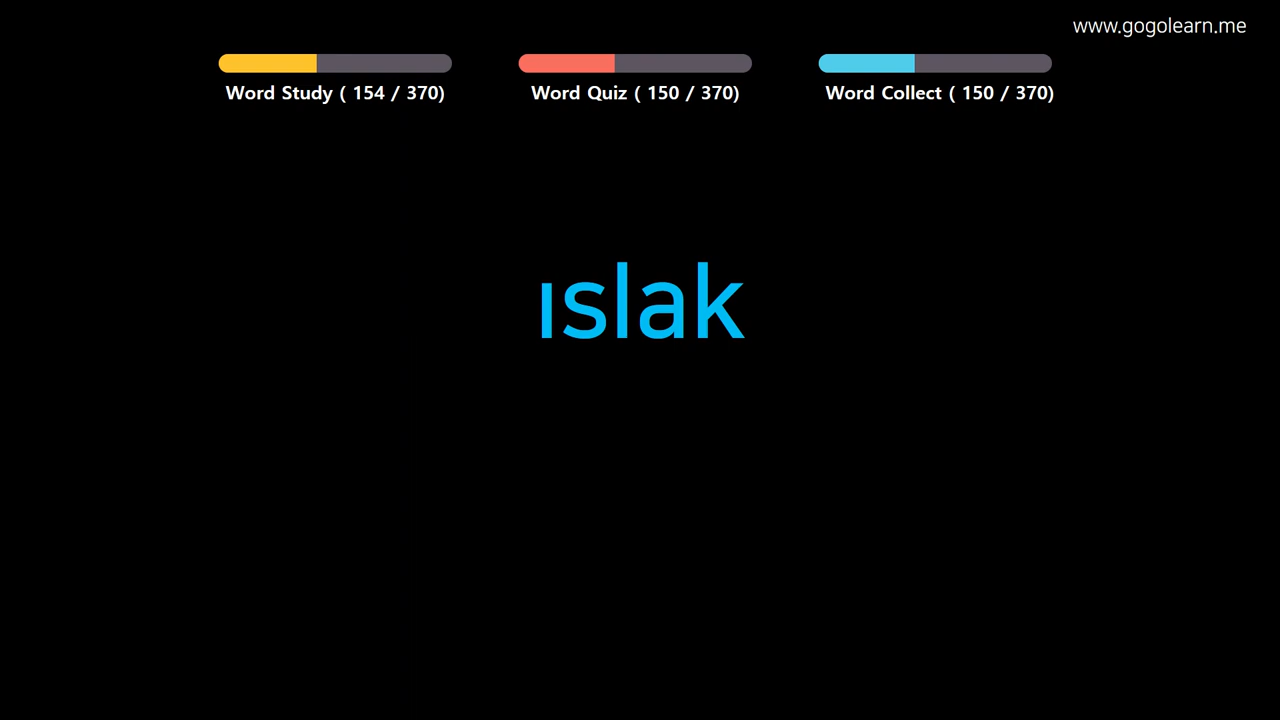 www.gogolearn.me
Word Study ( 154 / 370)
Word Quiz ( 150 / 370)
Word Collect ( 150 / 370)
ıslak